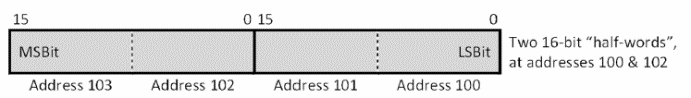 15 0 15 0
MSBit LSBit Two 16-bit “half-words”,
at addresses 100 & 102
Address 103 Address 102 Address 101 Address 100